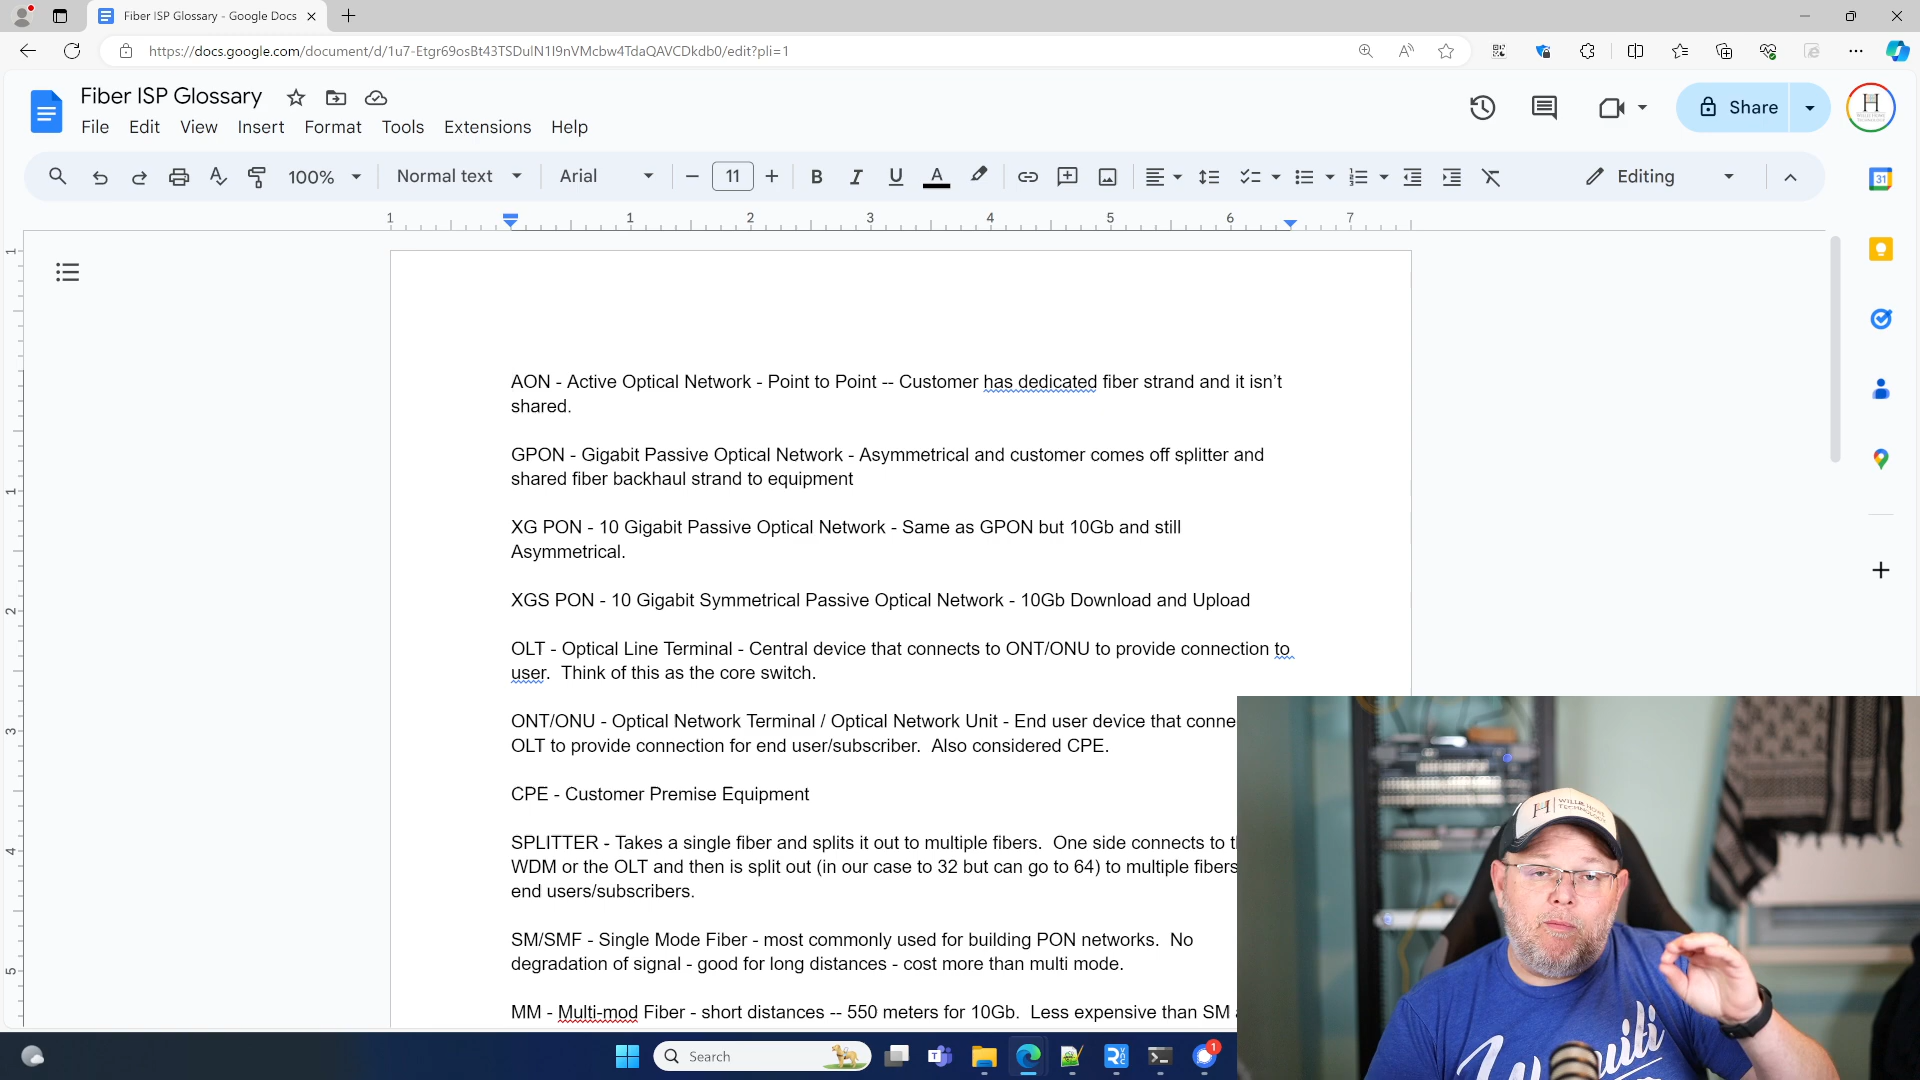 Fiber ISP Glossary - Google Docs
https://docs.google.com/document/d/1u7-Etgr69osBt43TSDulN1I9nVMcbw4TdaQAVCDkdb0/edit?pli=1
Fiber ISP Glossary
File Edit View Insert Format Tools Extensions Help
Share
100% Normal text Arial 11 Editing
1 1 2 3 4 5 6 7
AON - Active Optical Network - Point to Point -- Customer has dedicated fiber strand and it isn’t
shared.
GPON - Gigabit Passive Optical Network - Asymmetrical and customer comes off splitter and
shared fiber backhaul strand to equipment
XG PON - 10 Gigabit Passive Optical Network - Same as GPON but 10Gb and still
Asymmetrical.
XGS PON - 10 Gigabit Symmetrical Passive Optical Network - 10Gb Download and Upload
OLT - Optical Line Terminal - Central device that connects to ONT/ONU to provide connection to
user. Think of this as the core switch.
ONT/ONU - Optical Network Terminal / Optical Network Unit - End user device that conne
OLT to provide connection for end user/subscriber. Also considered CPE.
CPE - Customer Premise Equipment
SPLITTER - Takes a single fiber and splits it out to multiple fibers. One side connects to t
WDM or the OLT and then is split out (in our case to 32 but can go to 64) to multiple fibers
end users/subscribers.
SM/SMF - Single Mode Fiber - most commonly used for building PON networks. No
degradation of signal - good for long distances - cost more than multi mode.
MM - Multi-mod Fiber - short distances -- 550 meters for 10Gb. Less expensive than SM
1
1
2
3
4
5
31
H WILLIE HOWE
TECHNOLOGY
Search
1